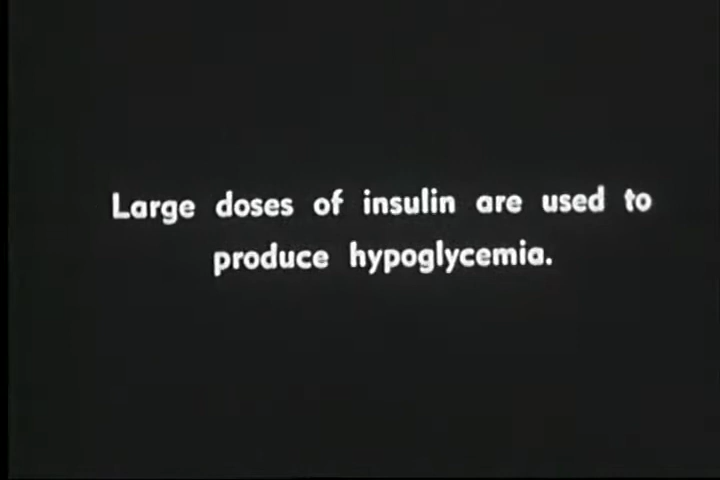 Large doses of insulin are used to
produce hypoglycemia.